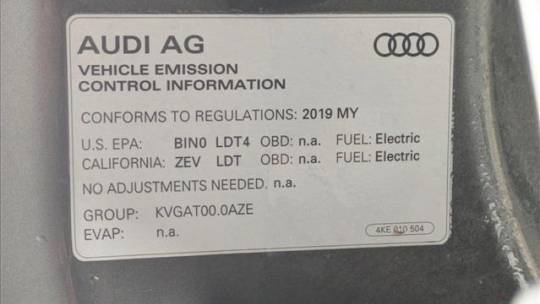 AUDI AG
VEHICLE EMISSION
CONTROL INFORMATION
CONFORMS TO REGULATIONS: 2019 MY
U.S. EPA: BIN0 LDT4 OBD: n.a. FUEL: Electric
CALIFORNIA: ZEV LDT OBD: n.a. FUEL: Electric
NO ADJUSTMENTS NEEDED. n.a.
GROUP: KVGAT00.0AZE
EVAP: n.a.
4KE 010 504